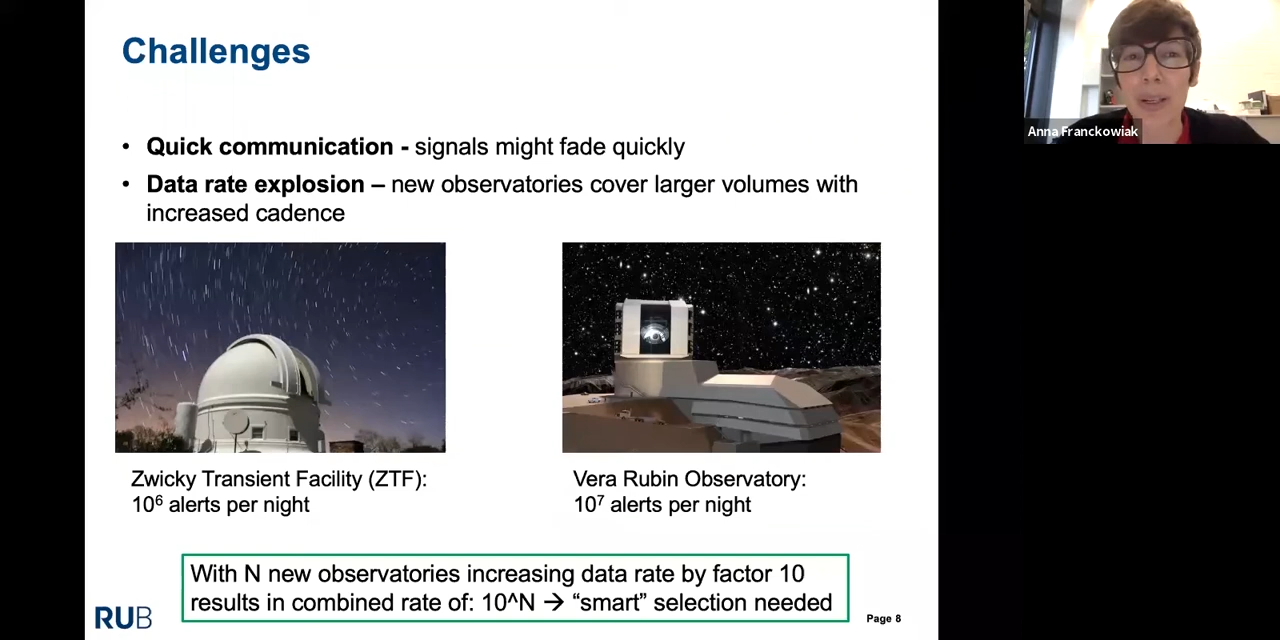 Challenges
Anna Franckowiak
• Quick communication - signals might fade quickly
• Data rate explosion – new observatories cover larger volumes with
increased cadence
Zwicky Transient Facility (ZTF):
10⁶ alerts per night
Vera Rubin Observatory:
10⁷ alerts per night
With N new observatories increasing data rate by factor 10
results in combined rate of: 10^N → “smart” selection needed
RUB
Page 8